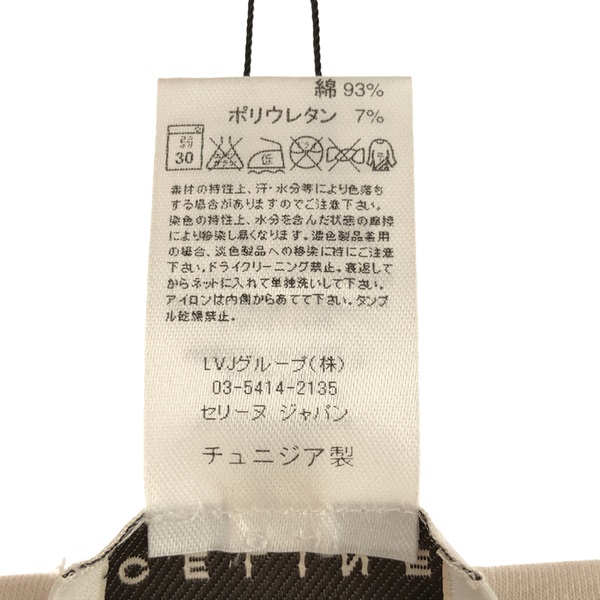 綿 93%
ポリウレタン 7%
30
低
素材の特性上、汗・水分等により色落ち
する場合がありますのでご注意下さい。
染色の特性上、水分を含んだ状態の摩擦
により移染し易くなります。濃色製品着用
の場合、淡色製品への移染に特にご注意
下さい。ドライクリーニング禁止。裏返して
からネットに入れて単独洗いして下さい。
アイロンは内側からあてて下さい。タンブ
ル乾燥禁止。
LVJグループ(株)
03-5414-2135
セリーヌ ジャパン
チュニジア製
CELINE